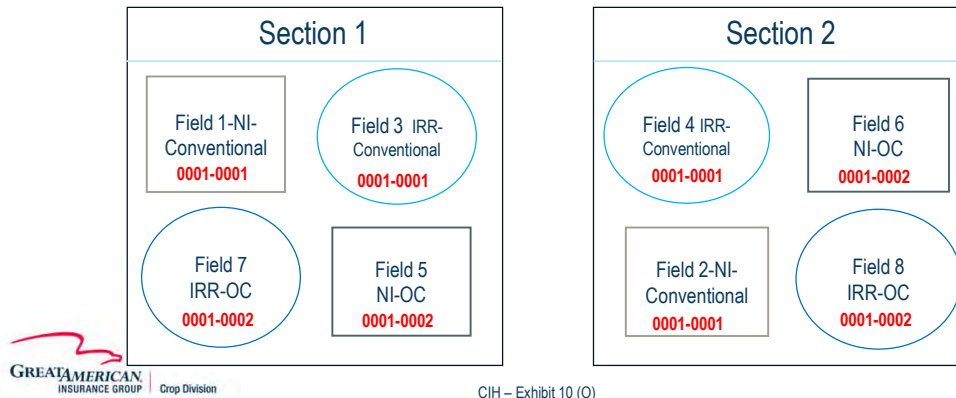 Section 1
Field 1-NI-
Conventional
0001-0001
Field 3 IRR-
Conventional
0001-0001
Field 7
IRR-OC
0001-0002
Field 5
NI-OC
0001-0002
Section 2
Field 4 IRR-
Conventional
0001-0001
Field 6
NI-OC
0001-0002
Field 2-NI-
Conventional
0001-0001
Field 8
IRR-OC
0001-0002
GREATAMERICAN.
INSURANCE GROUP
Crop Division
CIH – Exhibit 10 (O)